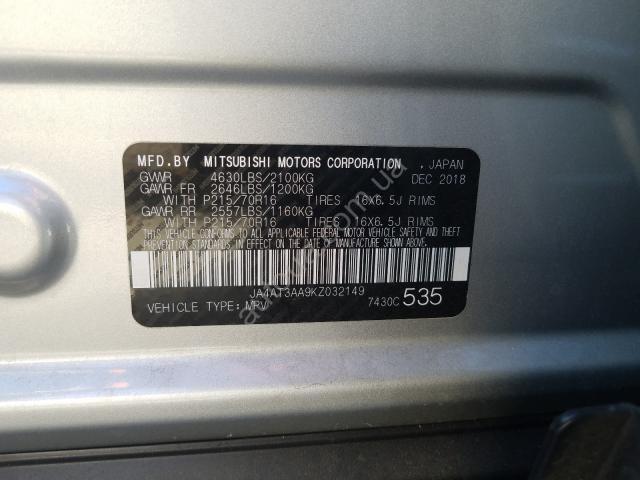 MFD.BY MITSUBISHI MOTORS CORPORATION , JAPAN
GVWR 4630LBS/2100KG DEC 2018
GAWR FR 2646LBS/1200KG
WITH P215/70R16 TIRES 16X6.5J RIMS
GAWR RR 2557LBS/1160KG
WITH P215/70R16 TIRES 16X6.5J RIMS
THIS VEHICLE CONFORMS TO ALL APPLICABLE FEDERAL MOTOR VEHICLE SAFETY
AND THEFT PREVENTION STANDARDS IN EFFECT ON THE DATE OF MANUFACTURE SHOWN ABOVE.
JA4AT3AA9KZ032149
VEHICLE TYPE: MPV 7430C 535